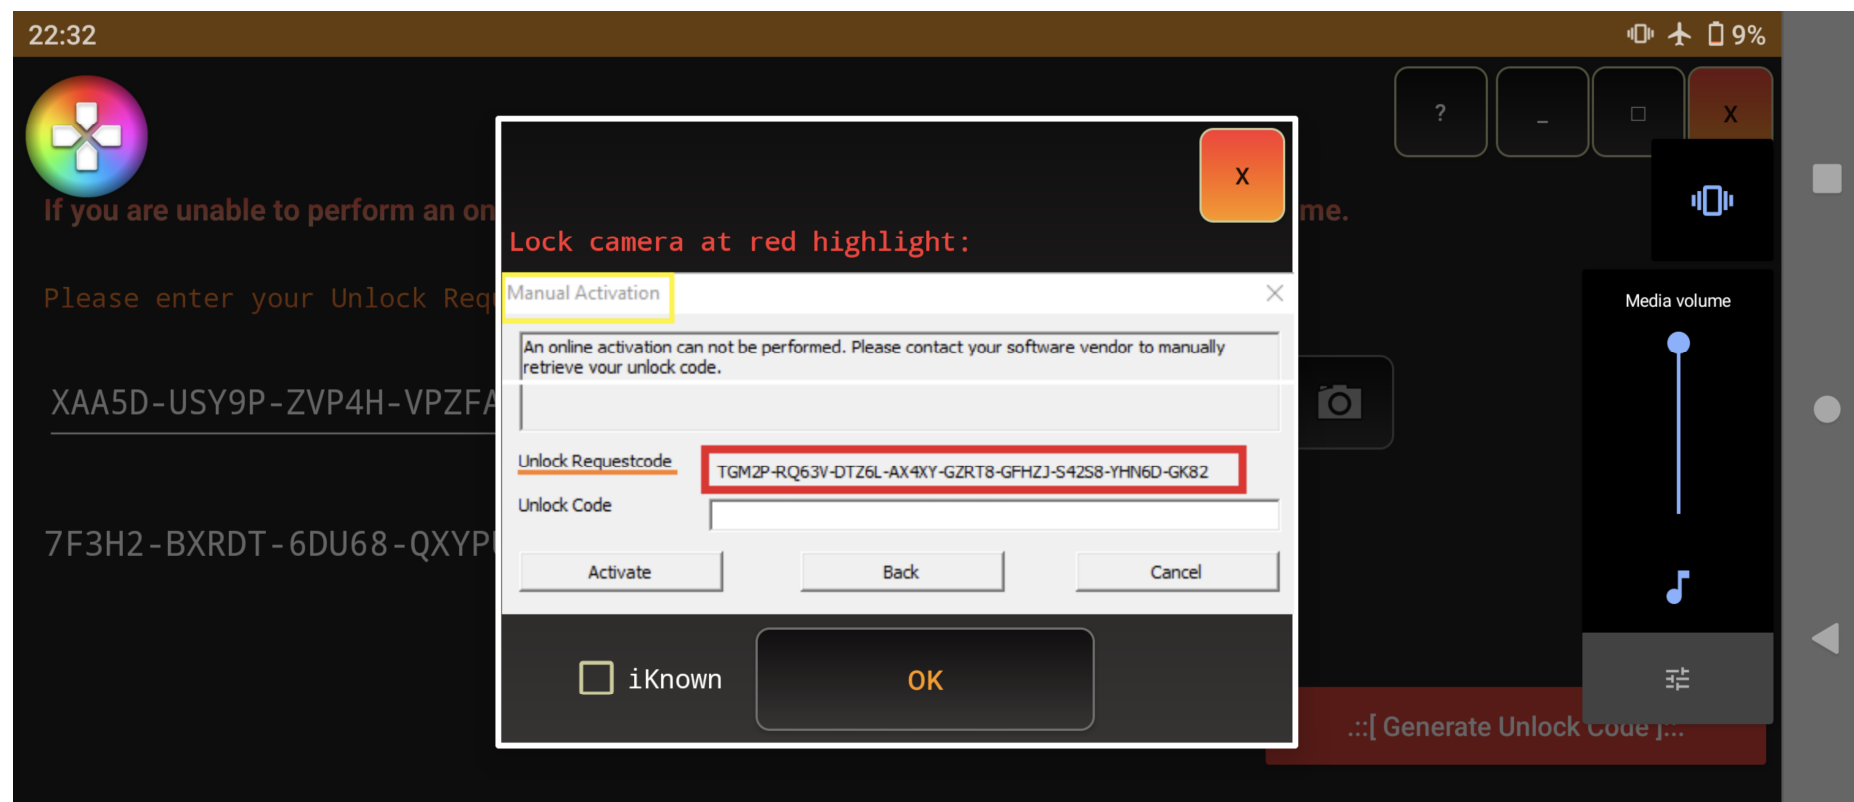 22:32
9%
?
_
X
X
If you are unable to perform an on
me.
Lock camera at red highlight:
Please enter your Unlock Req
Manual Activation
Media volume
An online activation can not be performed. Please contact your software vendor to manually
retrieve your unlock code.
XAA5D-USY9P-ZVP4H-VPZFA
Unlock Requestcode
TGM2P-RQ63V-DTZ6L-AX4XY-GZRT8-GFHZJ-S42S8-YHN6D-GK82
Unlock Code
7F3H2-BXRDT-6DU68-QXYP
Activate
Back
Cancel
iKnown
OK
.::[ Generate Unlock Code ]::.